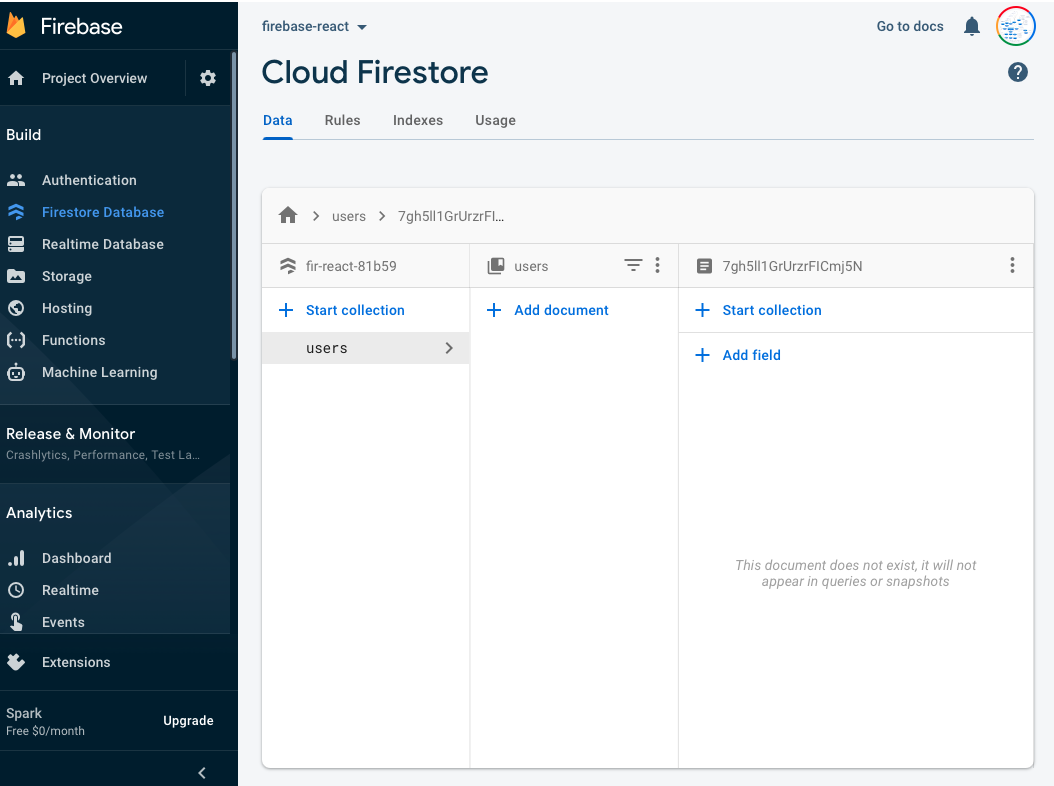 Firebase
Project Overview
Build
Authentication
Firestore Database
Realtime Database
Storage
Hosting
Functions
Machine Learning
Release & Monitor
Crashlytics, Performance, Test La...
Analytics
Dashboard
Realtime
Events
Extensions
Spark
Free $0/month
Upgrade
firebase-react
Go to docs
Cloud Firestore
Data
Rules
Indexes
Usage
users
7gh5ll1GrUrzrFI...
fir-react-81b59
users
7gh5ll1GrUrzrFICmj5N
Start collection
Add document
Start collection
users
Add field
This document does not exist, it will not
appear in queries or snapshots